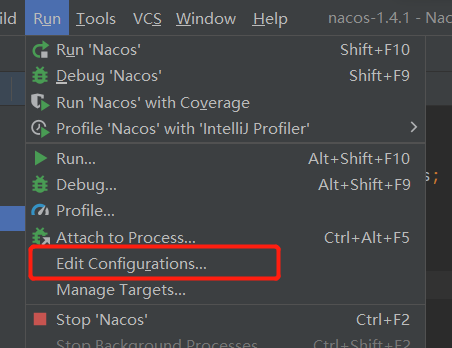 ild Run Tools VCS Window Help nacos-1.4.1 - Nac
Run 'Nacos' Shift+F10
Debug 'Nacos' Shift+F9
Run 'Nacos' with Coverage
Profile 'Nacos' with 'IntelliJ Profiler'
Run... Alt+Shift+F10
Debug... Alt+Shift+F9
s;
Profile...
Attach to Process... Ctrl+Alt+F5
Edit Configurations...
Manage Targets...
Stop 'Nacos' Ctrl+F2
Stop Background Processes... Ctrl+Shift+F2